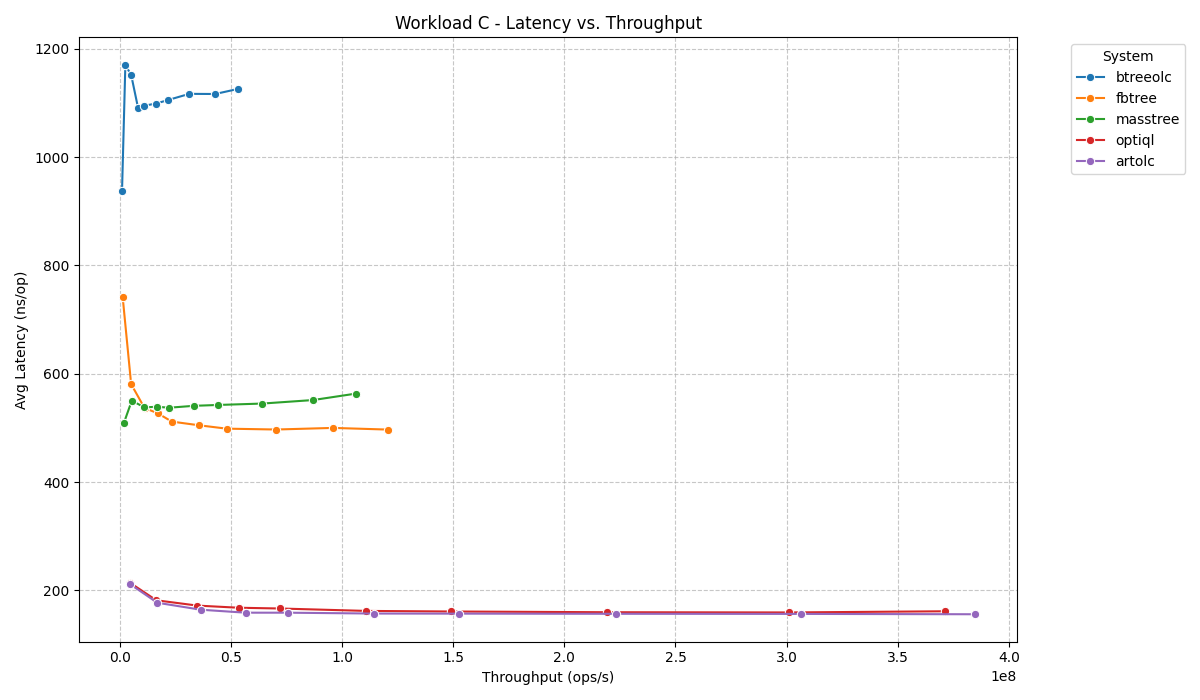 Workload C - Latency vs. Throughput
System
btreeolc
fbtree
masstree
optiql
artolc
Avg Latency (ns/op)
1200
1000
800
600
400
200
0.0 0.5 1.0 1.5 2.0 2.5 3.0 3.5 4.0
1e8
Throughput (ops/s)